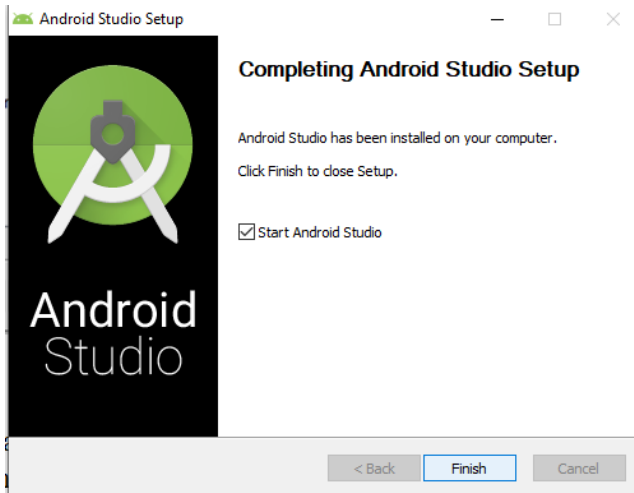 Android Studio Setup
Completing Android Studio Setup
Android Studio has been installed on your computer.
Click Finish to close Setup.
Start Android Studio
Android
Studio
< Back
Finish
Cancel